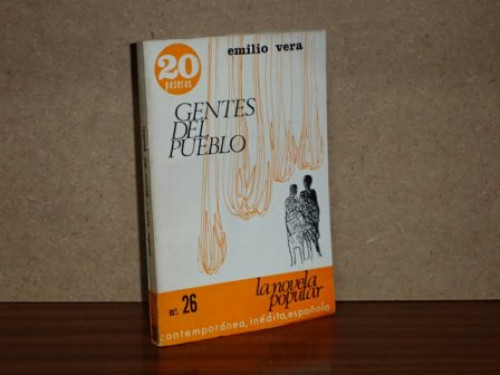 20
pesetas
emilio vera
GENTES
DEL
PUEBLO
nº 26
la novela
popular
contemporánea, inédita, española